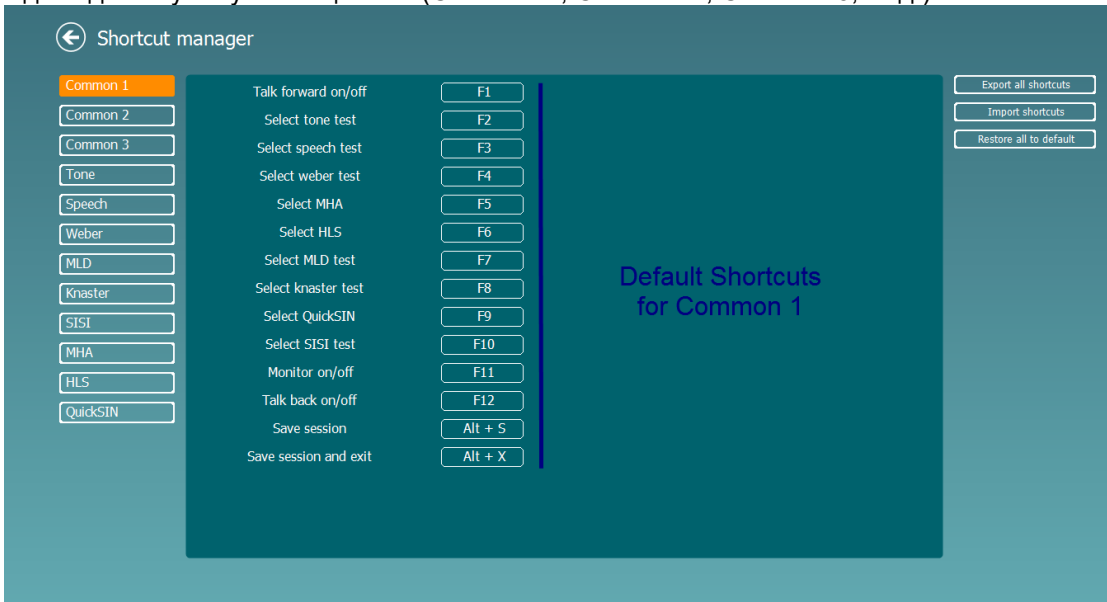 Shortcut manager
Common 1
Common 2
Common 3
Tone
Speech
Weber
MLD
Knaster
SISI
MHA
HLS
QuickSIN
Talk forward on/off F1
Select tone test F2
Select speech test F3
Select weber test F4
Select MHA F5
Select HLS F6
Select MLD test F7
Select knaster test F8
Select QuickSIN F9
Select SISI test F10
Monitor on/off F11
Talk back on/off F12
Save session Alt + S
Save session and exit Alt + X
Default Shortcuts
for Common 1
Export all shortcuts
Import shortcuts
Restore all to default